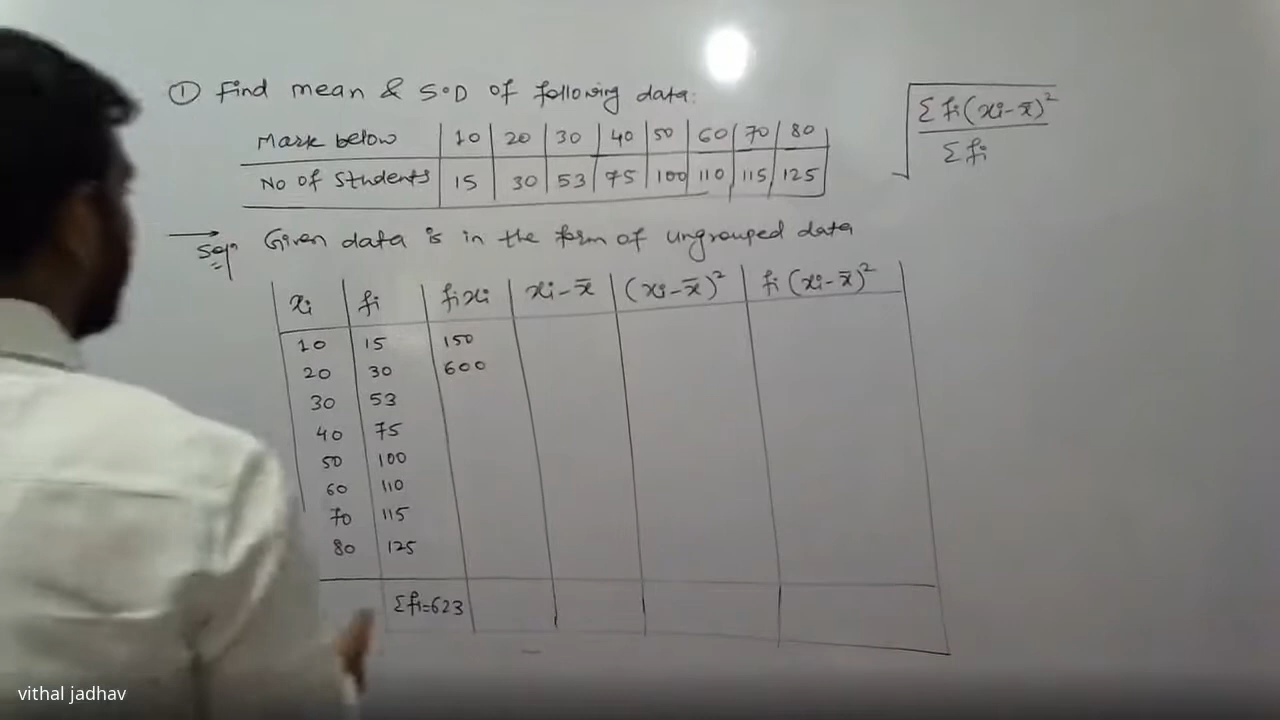 ① Find mean & S.D of following data:
Mark below 10 20 30 40 50 60 70 80
No of Students 15 30 53 75 100 110 115 125
√ Σ fi(xi-x̄)² / Σ fi
→ Solⁿ Given data is in the form of ungrouped data
xi fi fixi xi-x̄ (xi-x̄)² fi(xi-x̄)²
10 15 150
20 30 600
30 53
40 75
50 100
60 110
70 115
80 125
Σfi=623
vithal jadhav